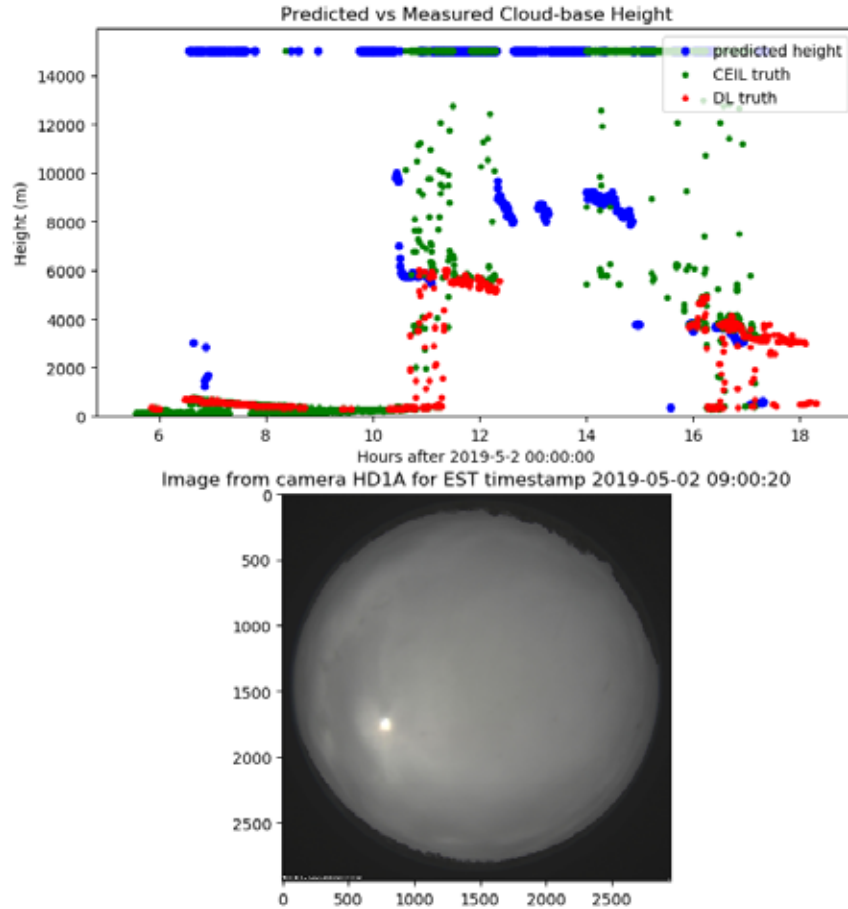 Predicted vs Measured Cloud-base Height
predicted height
CEIL truth
DL truth
14000
12000
10000
8000
6000
4000
2000
0
Height (m)
6 8 10 12 14 16 18
Hours after 2019-5-2 00:00:00
Image from camera HD1A for EST timestamp 2019-05-02 09:00:20
0
500
1000
1500
2000
2500
0 500 1000 1500 2000 2500